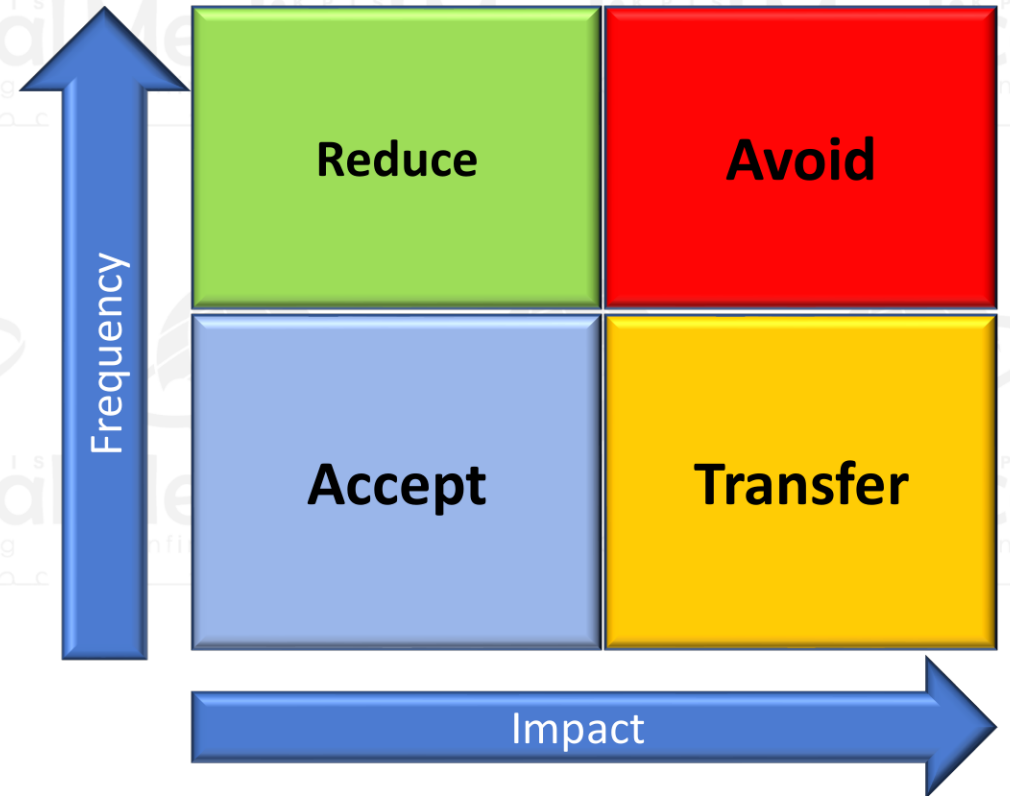 Reduce
Avoid
Frequency
Accept
Transfer
Impact